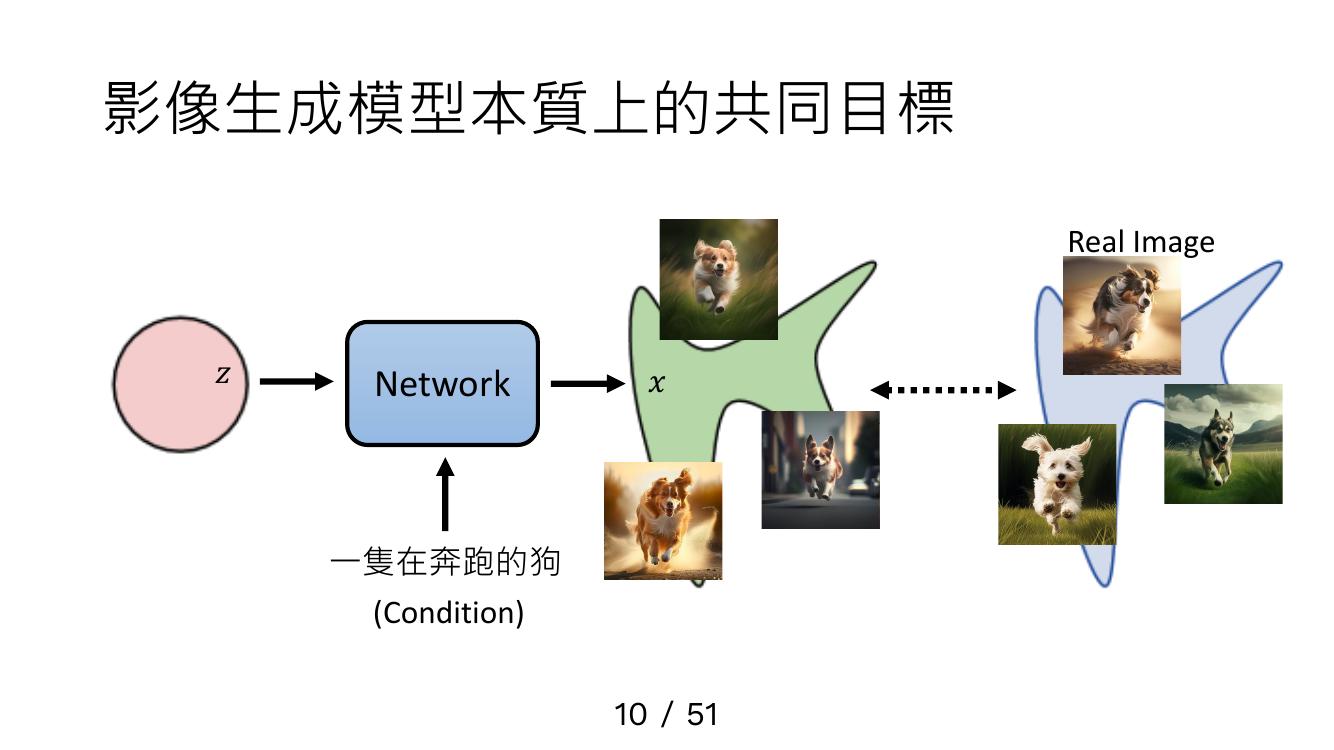 影像生成模型本質上的共同目標
Real Image
z
Network
x
一隻在奔跑的狗
(Condition)
10 / 51